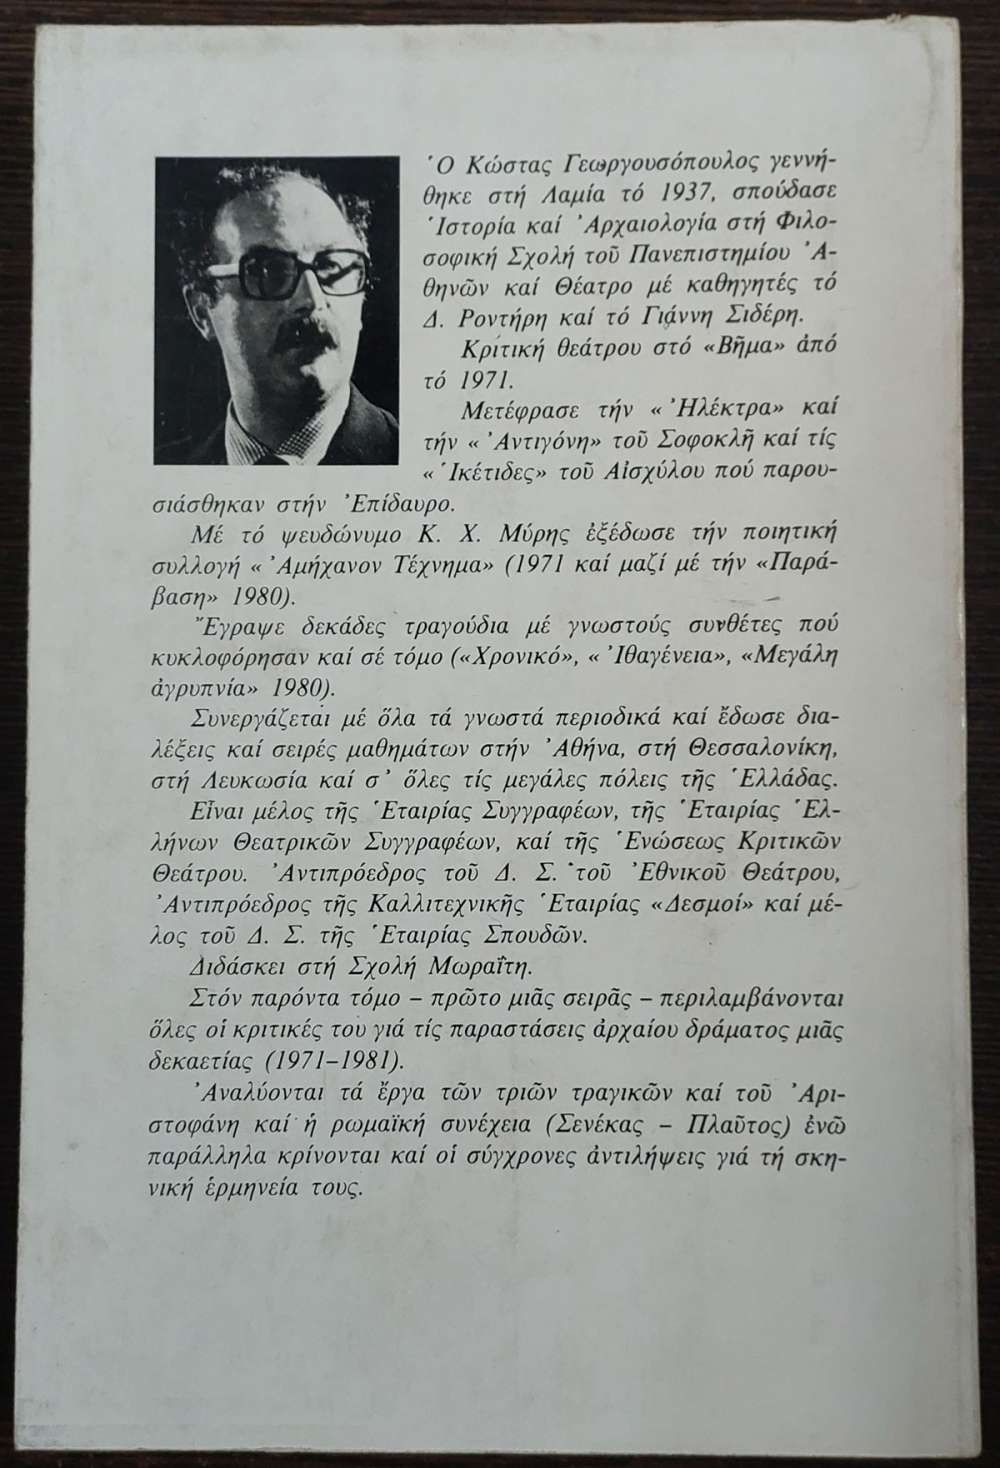 Ὁ Κώστας Γεωργουσόπουλος γεννή-
θηκε στή Λαμία τό 1937, σπούδασε
Ἱστορία καί Ἀρχαιολογία στή Φιλο-
σοφική Σχολή τοῦ Πανεπιστημίου Ἀ-
θηνῶν καί Θέατρο μέ καθηγητές τό
Δ. Ροντήρη καί τό Γιάννη Σιδέρη.
Κριτική θεάτρου στό «Βῆμα» ἀπό
τό 1971.
Μετέφρασε τήν «Ἠλέκτρα» καί
τήν «Ἀντιγόνη» τοῦ Σοφοκλῆ καί τίς
«Ἱκέτιδες» τοῦ Αἰσχύλου πού παρου-
σιάσθηκαν στήν Ἐπίδαυρο.
Μέ τό ψευδώνυμο Κ. Χ. Μύρης ἐξέδωσε τήν ποιητική
συλλογή «Ἀμήχανον Τέχνημα» (1971 καί μαζί μέ τήν «Παρά-
βαση» 1980).
Ἔγραψε δεκάδες τραγούδια μέ γνωστούς συνθέτες πού
κυκλοφόρησαν καί σέ τόμο («Χρονικό», «Ἰθαγένεια», «Μεγάλη
ἀγρυπνία» 1980).
Συνεργάζεται μέ ὅλα τά γνωστά περιοδικά καί ἔδωσε δια-
λέξεις καί σειρές μαθημάτων στήν Ἀθήνα, στή Θεσσαλονίκη,
στή Λευκωσία καί σ' ὅλες τίς μεγάλες πόλεις τῆς Ἑλλάδας.
Εἶναι μέλος τῆς Ἑταιρίας Συγγραφέων, τῆς Ἑταιρίας Ἑλ-
λήνων Θεατρικῶν Συγγραφέων, καί τῆς Ἑνώσεως Κριτικῶν
Θεάτρου. Ἀντιπρόεδρος τοῦ Δ. Σ. τοῦ Ἐθνικοῦ Θεάτρου,
Ἀντιπρόεδρος τῆς Καλλιτεχνικῆς Ἑταιρίας «Δεσμοί» καί μέ-
λος τοῦ Δ. Σ. τῆς Ἑταιρίας Σπουδῶν.
Διδάσκει στή Σχολή Μωραΐτη.
Στόν παρόντα τόμο – πρῶτο μιᾶς σειρᾶς – περιλαμβάνονται
ὅλες οἱ κριτικές του γιά τίς παραστάσεις ἀρχαίου δράματος μιᾶς
δεκαετίας (1971–1981).
Ἀναλύονται τά ἔργα τῶν τριῶν τραγικῶν καί τοῦ Ἀρι-
στοφάνη καί ἡ ρωμαϊκή συνέχεια (Σενέκας – Πλαῦτος) ἐνῶ
παράλληλα κρίνονται καί οἱ σύγχρονες ἀντιλήψεις γιά τή σκη-
νική ἑρμηνεία τους.